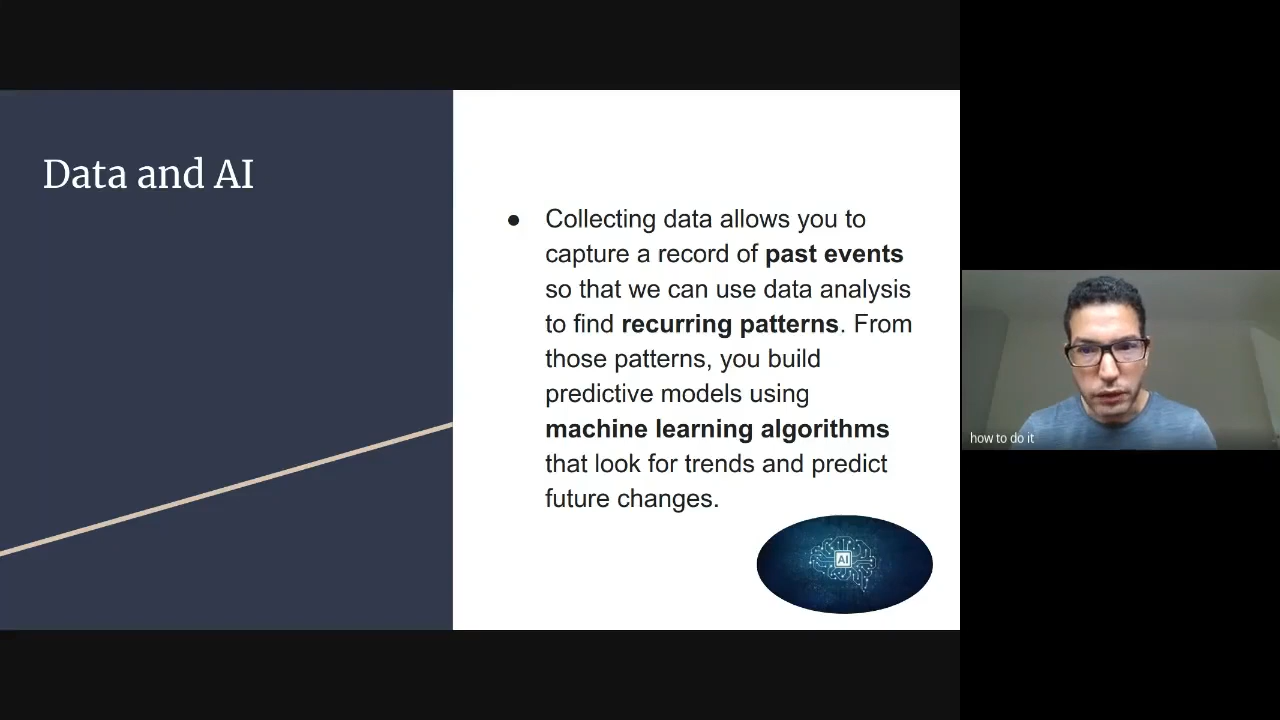 Data and AI
● Collecting data allows you to
capture a record of past events
so that we can use data analysis
to find recurring patterns. From
those patterns, you build
predictive models using
machine learning algorithms
that look for trends and predict
future changes.
AI
how to do it